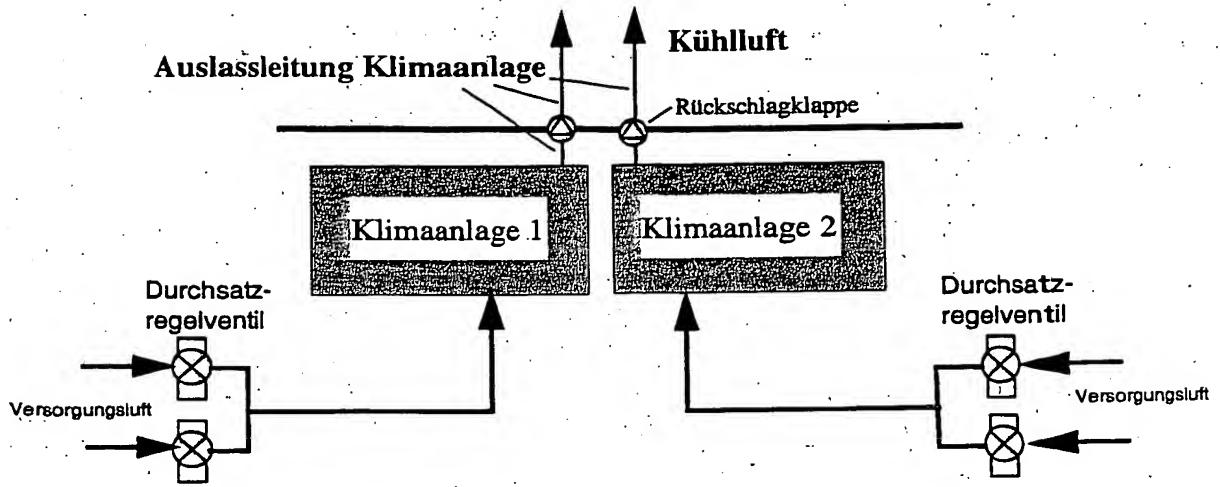 Kühlluft
Auslassleitung Klimaanlage
Rückschlagklappe
Klimaanlage 1
Klimaanlage 2
Durchsatz-
regelventil
Durchsatz-
regelventil
Versorgungsluft
Versorgungsluft